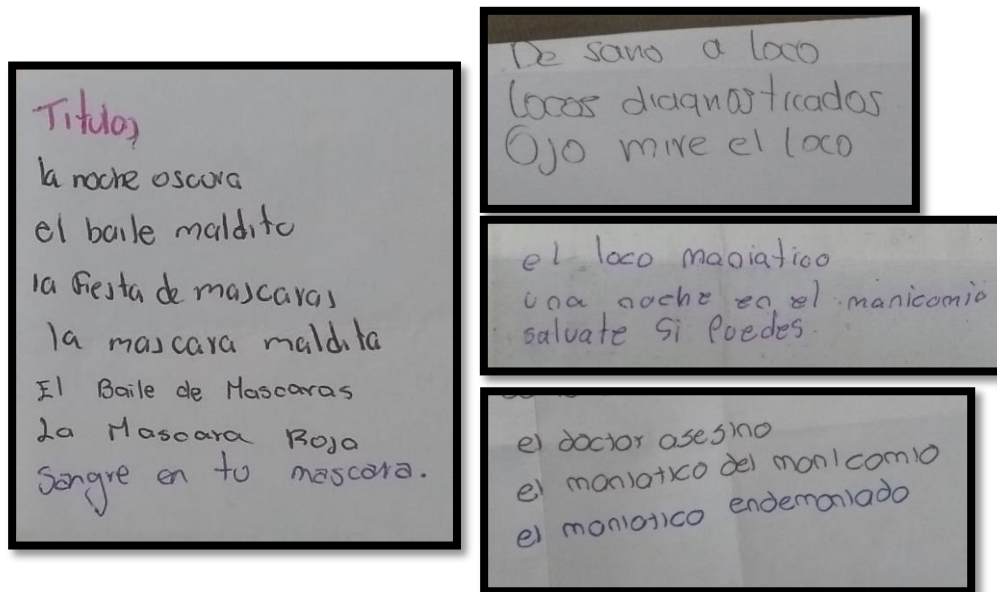 Titulos
la noche oscura
el baile maldito
la fiesta de mascaras
la mascara maldita
El Baile de Mascaras
La Mascara Roja
Sangre en tu mascara.
De sano a loco
locos diagnosticados
Ojo mire el loco
el loco maniatico
una noche en el manicomio
salvate si puedes.
el doctor asesino
el maniatico del manicomio
el maniatico endemoniado